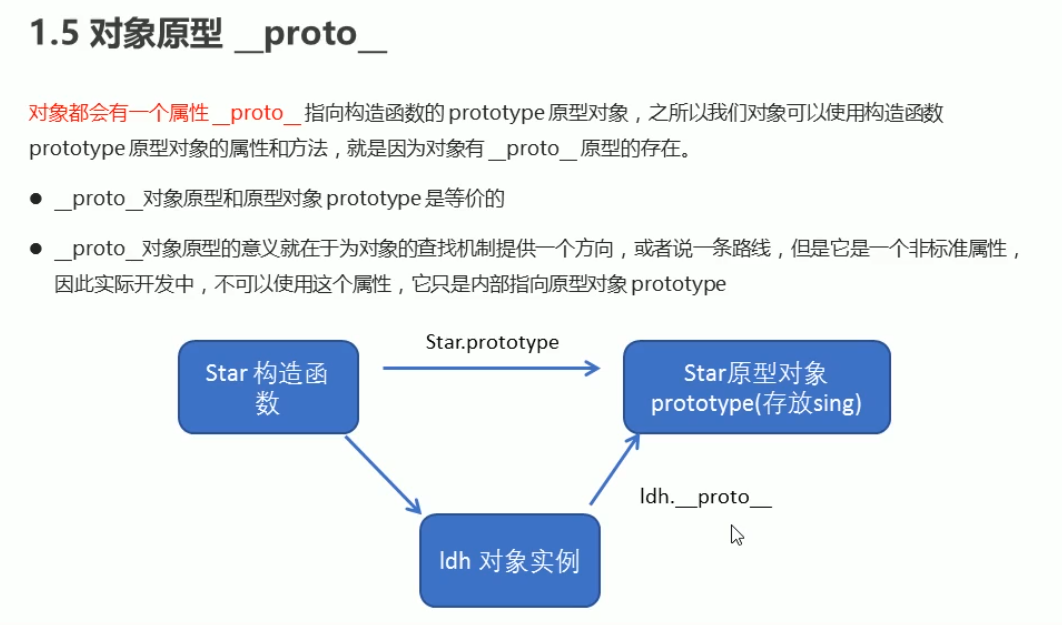 1.5 对象原型 __proto__
对象都会有一个属性 __proto__ 指向构造函数的 prototype 原型对象，之所以我们对象可以使用构造函数
prototype 原型对象的属性和方法，就是因为对象有 __proto__ 原型的存在。
● __proto__对象原型和原型对象 prototype 是等价的
● __proto__对象原型的意义就在于为对象的查找机制提供一个方向，或者说一条路线，但是它是一个非标准属性，
因此实际开发中，不可以使用这个属性，它只是内部指向原型对象 prototype
Star.prototype
Star 构造函
数
Star原型对象
prototype(存放sing)
ldh.__proto__
ldh 对象实例